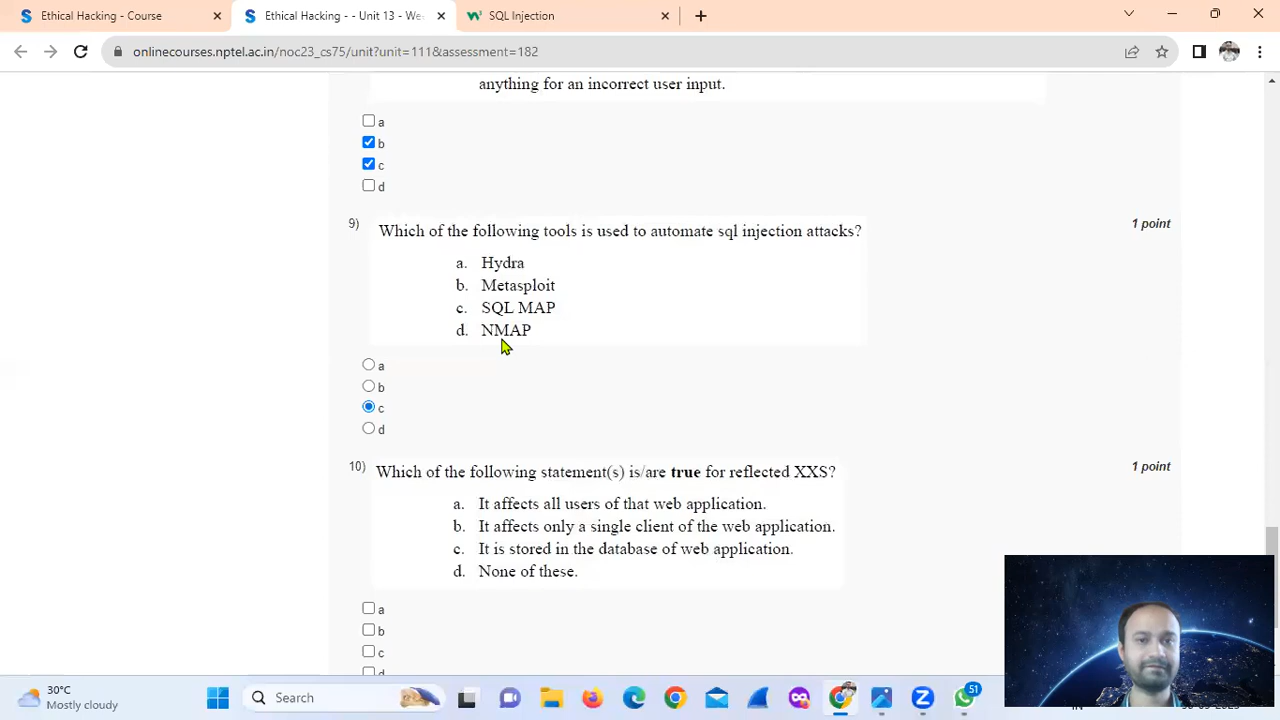 Ethical Hacking - Course
Ethical Hacking - - Unit 13 - We
SQL Injection
onlinecourses.nptel.ac.in/noc23_cs75/unit?unit=111&assessment=182
anything for an incorrect user input.
a
b
c
d
9) Which of the following tools is used to automate sql injection attacks? 1 point
a. Hydra
b. Metasploit
c. SQL MAP
d. NMAP
a
b
c
d
10) Which of the following statement(s) is/are true for reflected XXS? 1 point
a. It affects all users of that web application.
b. It affects only a single client of the web application.
c. It is stored in the database of web application.
d. None of these.
a
b
c
d
30°C
Mostly cloudy
Search
51
IN